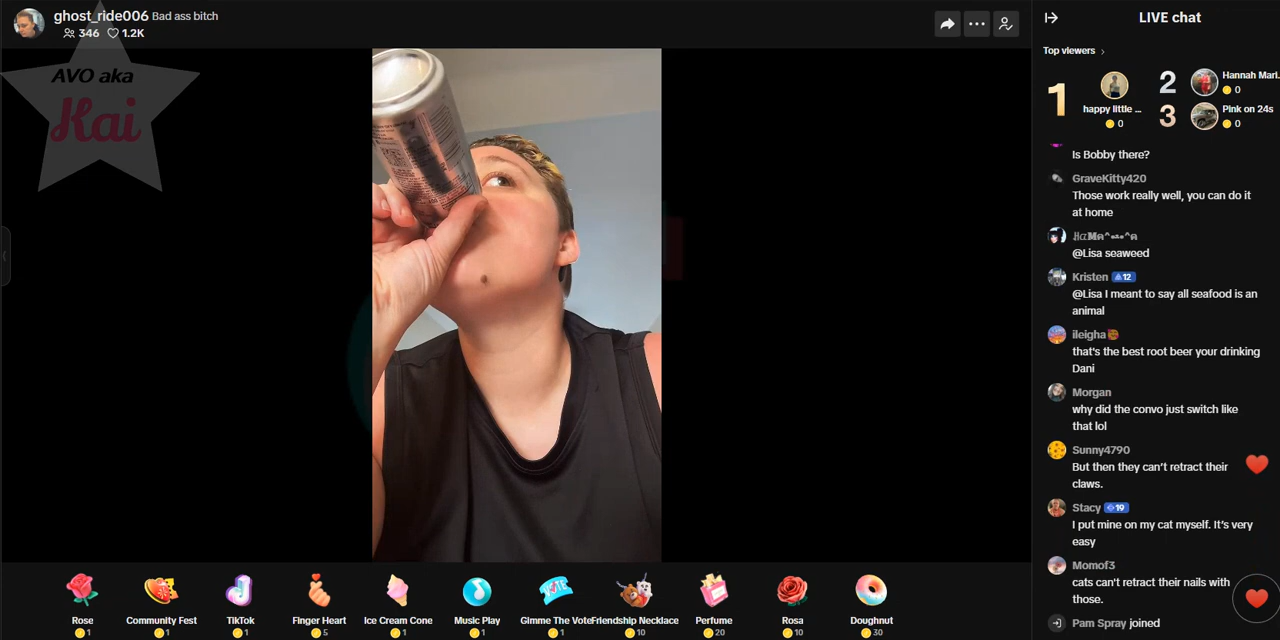 ghost_ride006 Bad ass bitch
346 1.2K
AVO aka
Kai
LIVE chat
Top viewers
1
happy little ...
0
2
Hannah Mari.
0
3
Pink on 24s
0
Is Bobby there?
GraveKitty420
Those work really well, you can do it
at home
@Lisa seaweed
Kristen 12
@Lisa I meant to say all seafood is an
animal
ileigha
that's the best root beer your drinking
Dani
Morgan
why did the convo just switch like
that lol
Sunny4790
But then they can't retract their
claws.
Stacy 19
I put mine on my cat myself. It's very
easy
Momof3
cats can't retract their nails with
those.
Pam Spray joined
Rose
1
Community Fest
1
TikTok
1
Finger Heart
5
Ice Cream Cone
1
Music Play
1
VOTE
Gimme The Vote
1
Friendship Necklace
10
Perfume
20
Rosa
10
Doughnut
30